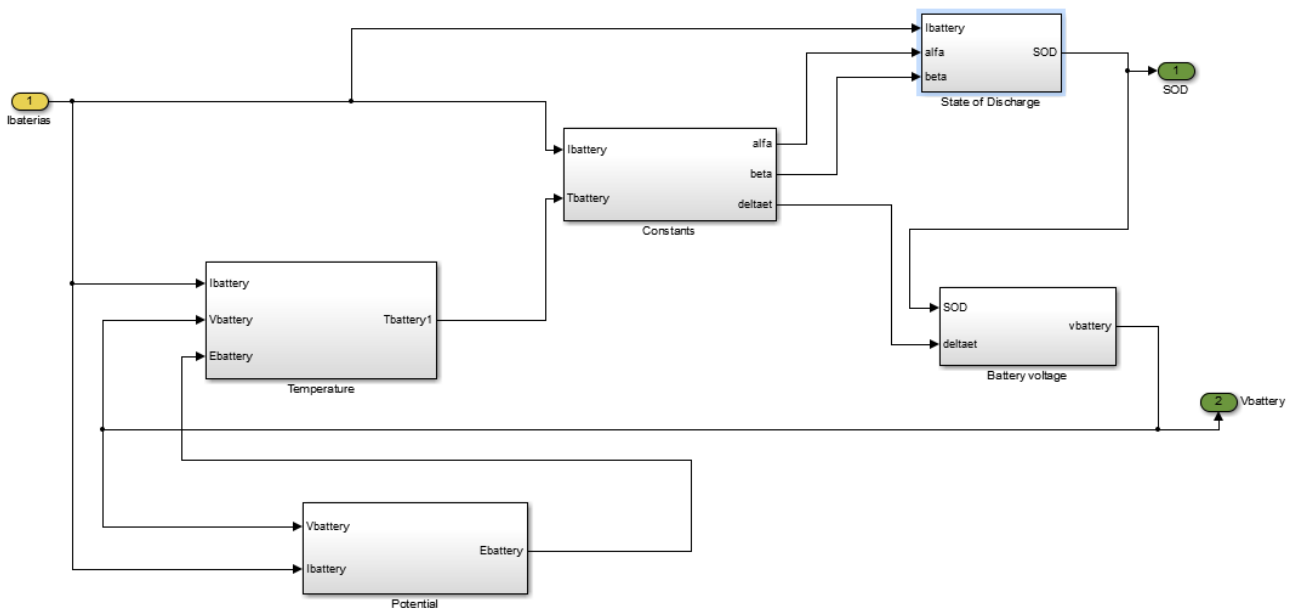 Ibattery
alfa
beta
SOD
State of Discharge
1
SOD
1
Ibaterias
Ibattery
Tbattery
alfa
beta
deltaet
Constants
Ibattery
Vbattery
Ebattery
Tbattery1
Temperature
SOD
deltaet
vbattery
Battery voltage
2
Vbattery
Vbattery
Ibattery
Ebattery
Potential